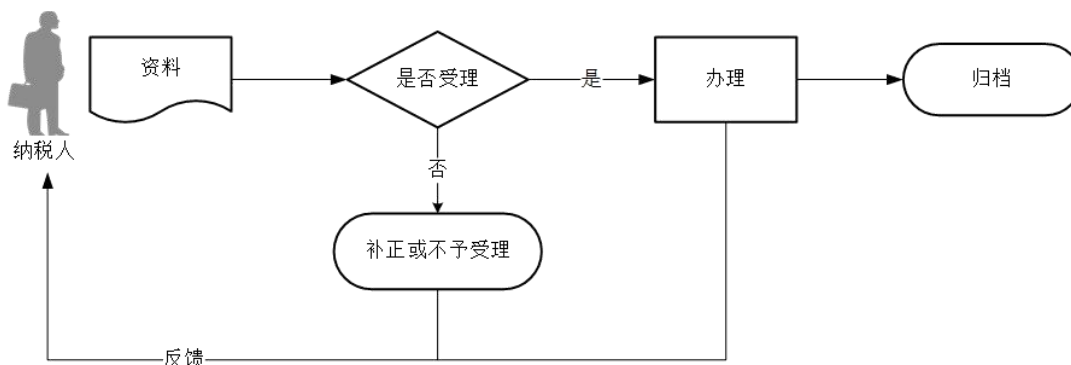 资料
是否受理
是
办理
归档
纳税人
否
补正或不予受理
反馈